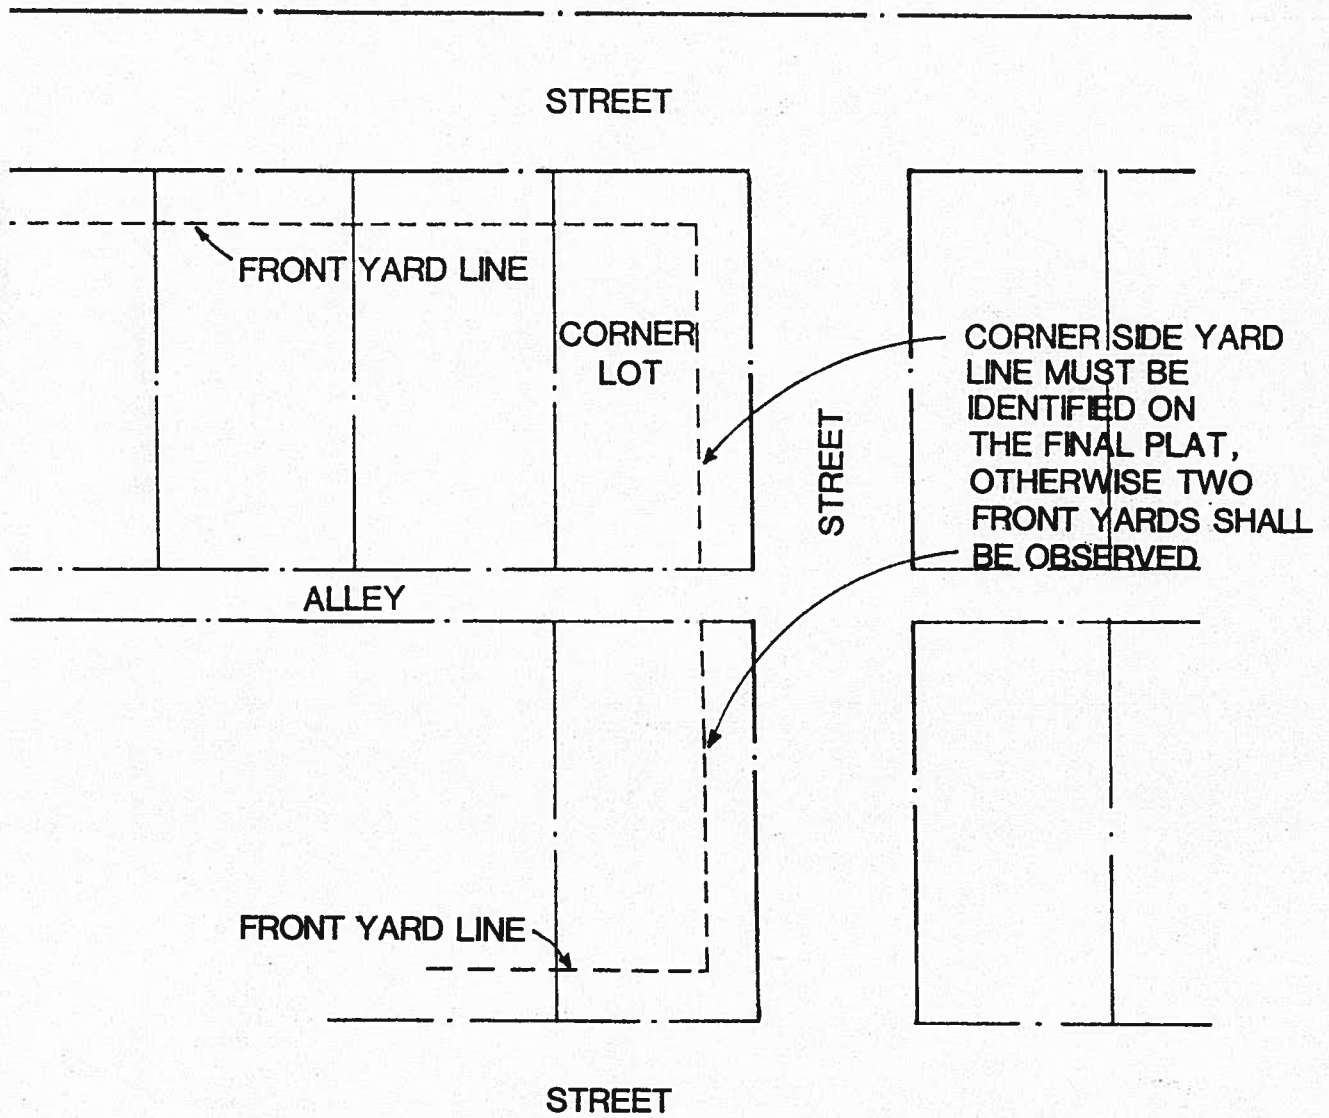 STREET
FRONT YARD LINE
CORNER
LOT
CORNER SIDE YARD
LINE MUST BE
IDENTIFIED ON
THE FINAL PLAT,
OTHERWISE TWO
FRONT YARDS SHALL
BE OBSERVED
STREET
ALLEY
FRONT YARD LINE
STREET